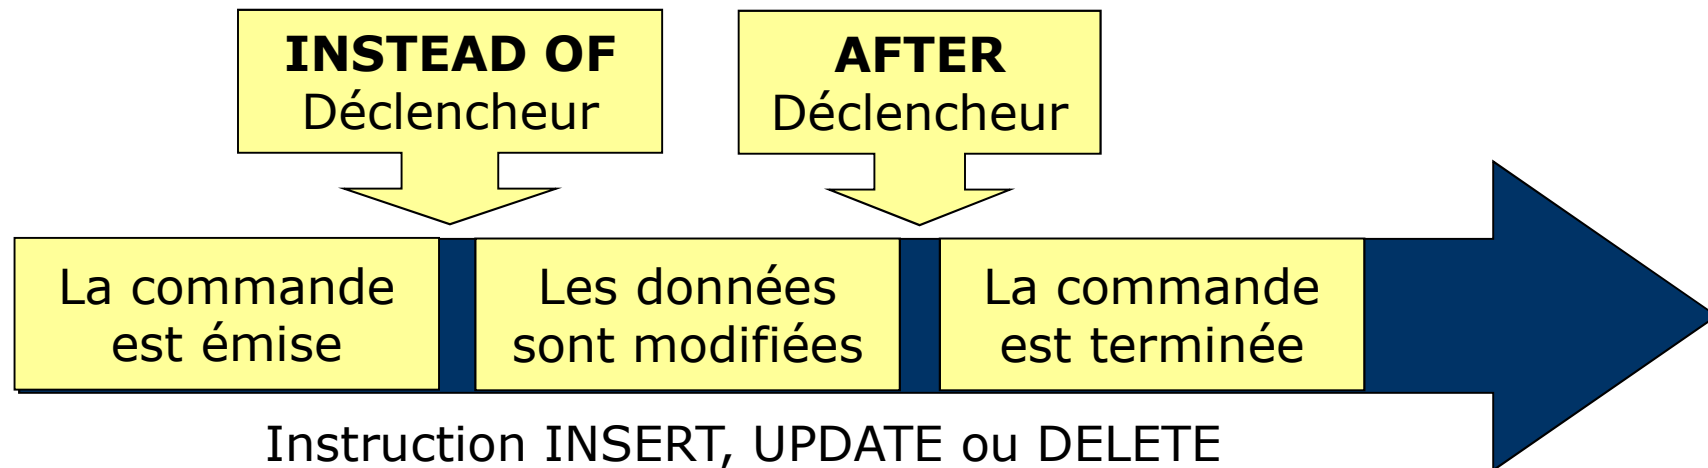 INSTEAD OF
Déclencheur
AFTER
Déclencheur
La commande
est émise
Les données
sont modifiées
La commande
est terminée
Instruction INSERT, UPDATE ou DELETE